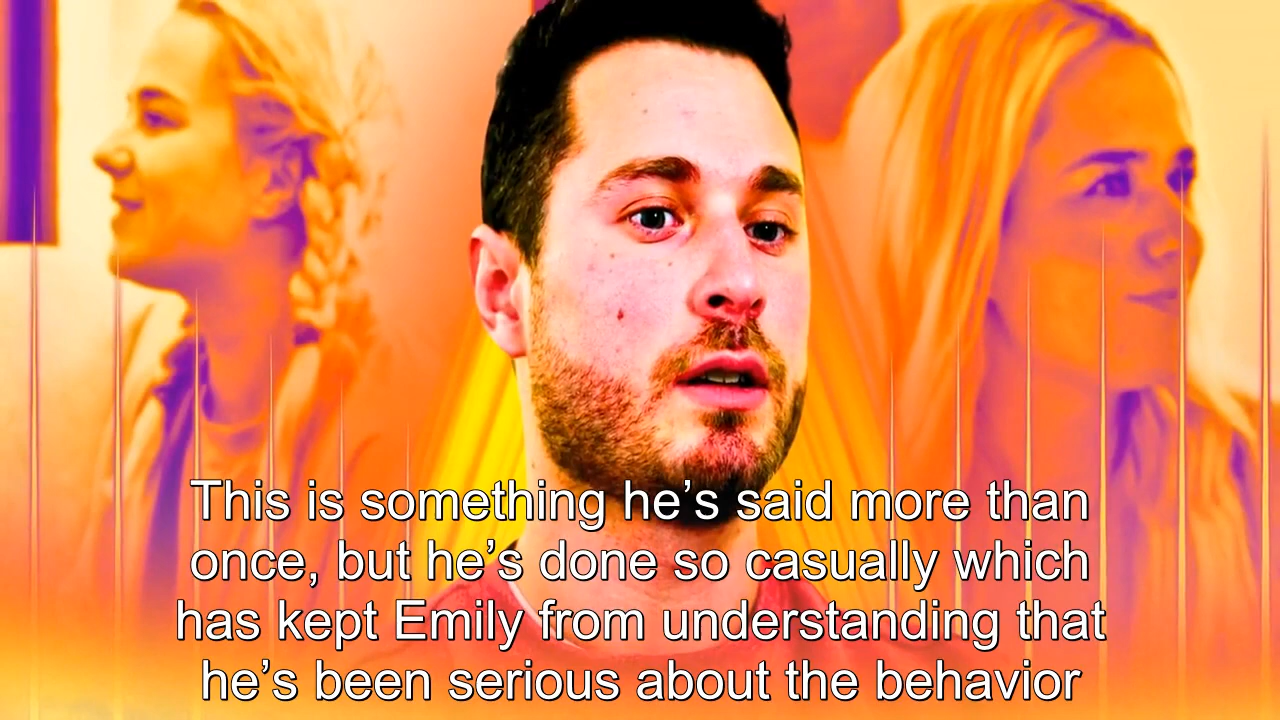 This is something he’s said more than
once, but he’s done so casually which
has kept Emily from understanding that
he’s been serious about the behavior